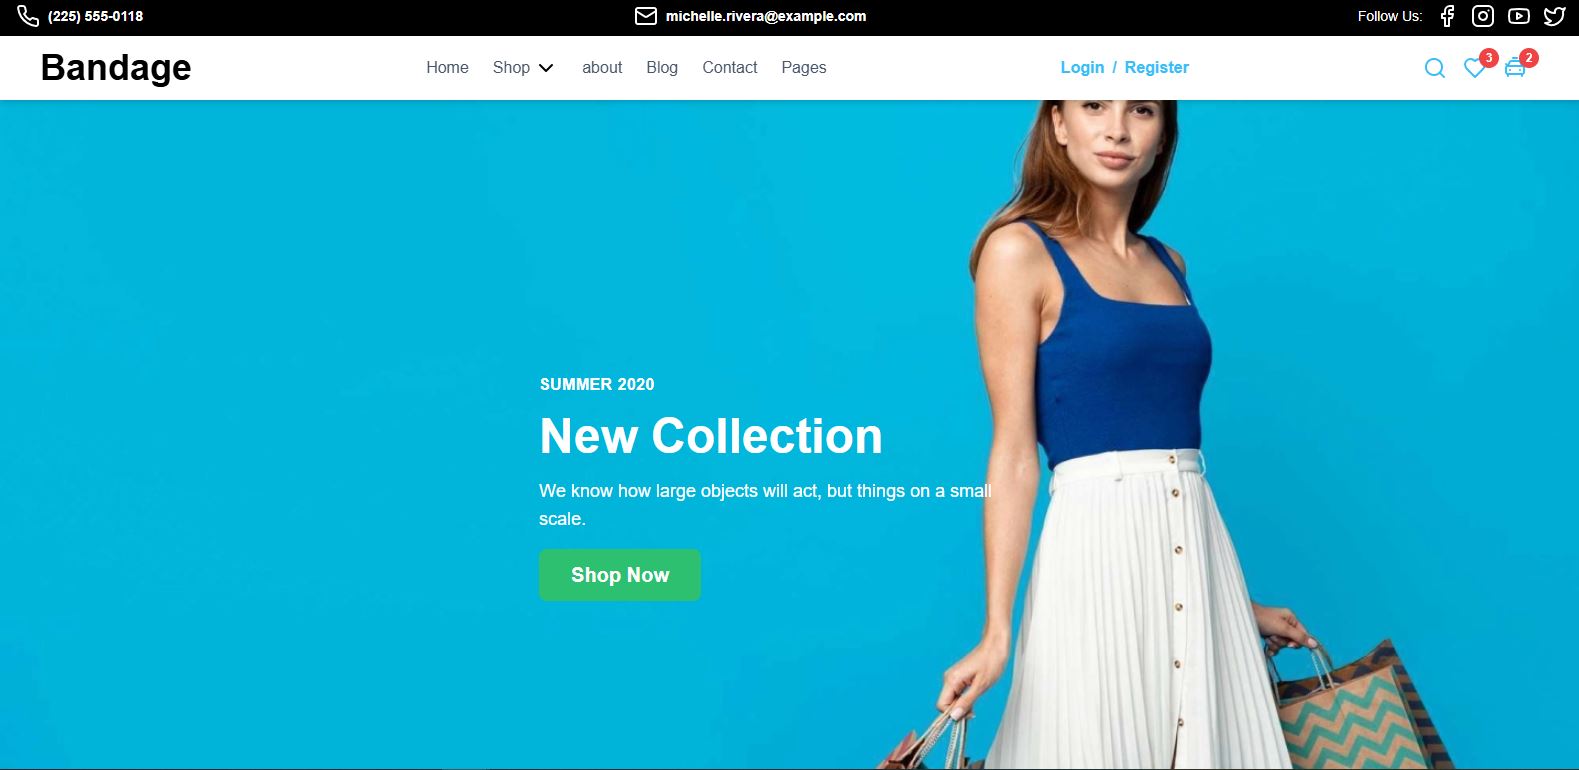 (225) 555-0118
michelle.rivera@example.com
Follow Us:
Bandage
Home
Shop
about
Blog
Contact
Pages
Login / Register
3
2
SUMMER 2020
New Collection
We know how large objects will act, but things on a small
scale.
Shop Now